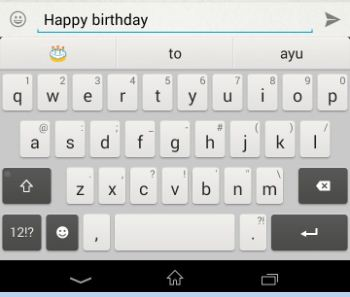 Happy birthday
to ayu
1 2 3 4 5 6 7 8 9 0
q w e r t y u i o p
@ : ; _ - # ( ) /
a s d f g h j k l
. , ? ! ' " \
z x c v b n m
?!
12!? , .